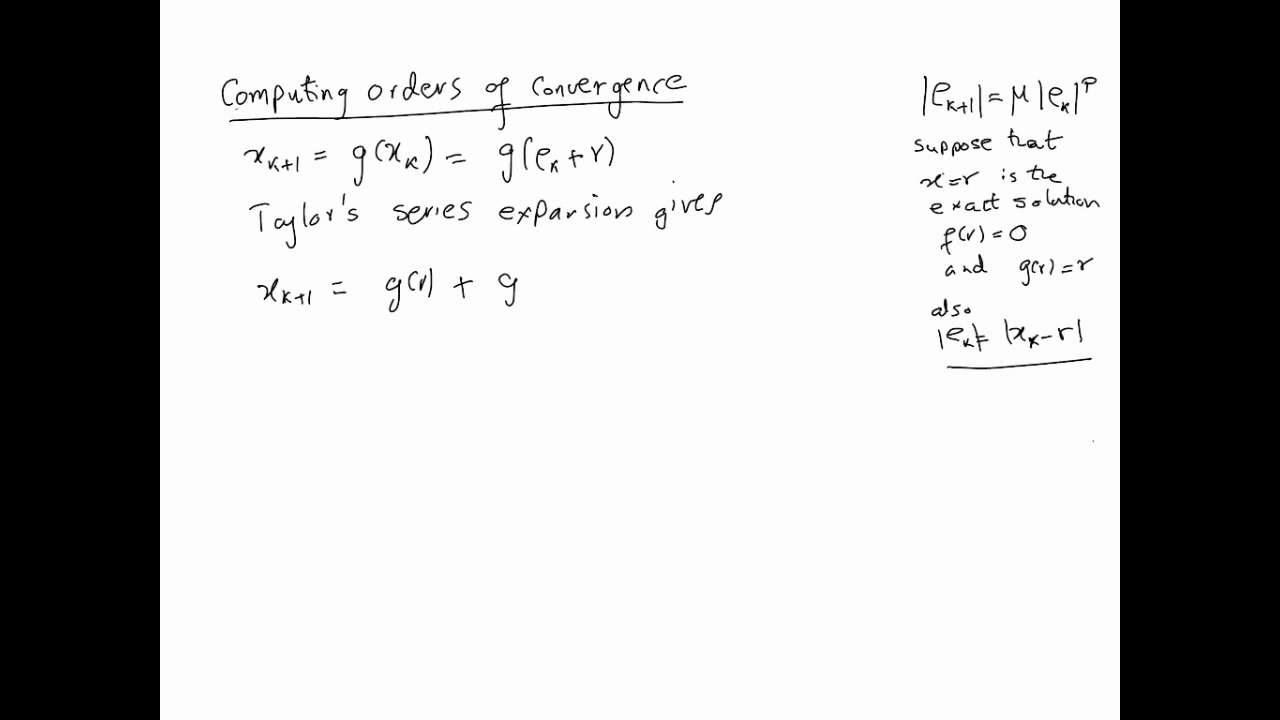 Computing orders of convergence
x_{k+1} = g(x_k) = g(e_k + r)
Taylor's series expansion gives
x_{k+1} = g(r) + g
|e_{k+1}| = μ |e_k|^p
suppose that
x=r is the
exact solution
f(r) = 0
and g(r) = r
also
|e_k| = |x_k - r|